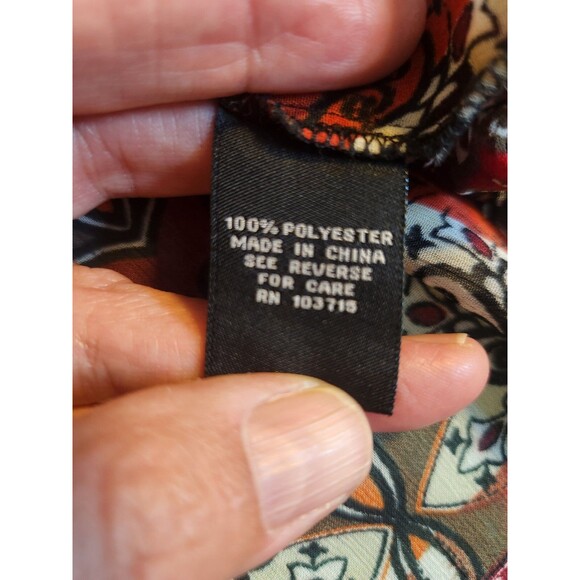 100% POLYESTER
MADE IN CHINA
SEE REVERSE
FOR CARE
RN 103715